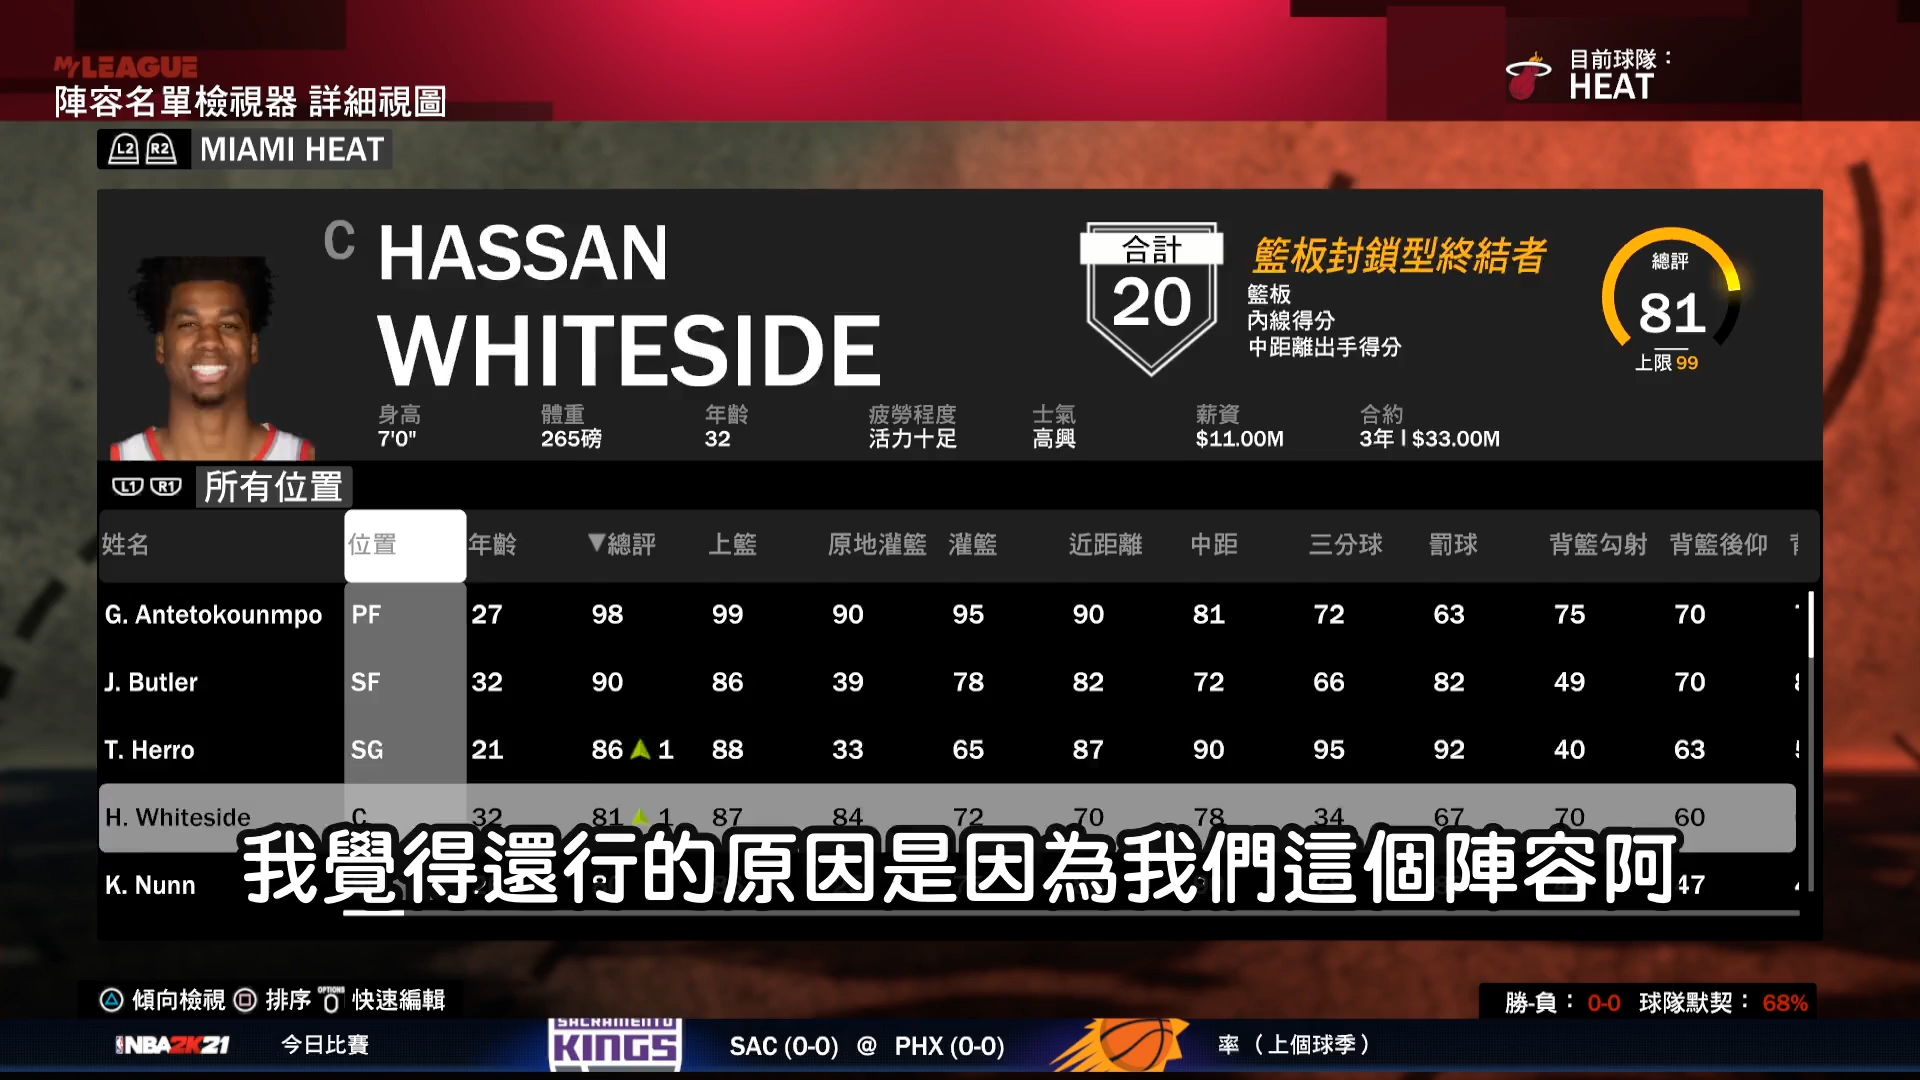 MyLEAGUE
陣容名單檢視器 詳細視圖
目前球隊：
HEAT
L2 R2 MIAMI HEAT
C HASSAN
WHITESIDE
合計
20
籃板封鎖型終結者
籃板
內線得分
中距離出手得分
總評
81
上限 99
身高 體重 年齡 疲勞程度 士氣 薪資 合約
7'0" 265磅 32 活力十足 高興 $11.00M 3年 | $33.00M
L1 R1 所有位置
姓名 位置 年齡 ▼總評 上籃 原地灌籃 灌籃 近距離 中距 三分球 罰球 背籃勾射 背籃後仰
G. Antetokounmpo PF 27 98 99 90 95 90 81 72 63 75 70
J. Butler SF 32 90 86 39 78 82 72 66 82 49 70
T. Herro SG 21 86 1 88 33 65 87 90 95 92 40 63
H. Whiteside C 32 81 1 87 84 72 70 78 34 67 70 60
K. Nunn 47
我覺得還行的原因是因為我們這個陣容阿
傾向檢視 排序 OPTIONS 快速編輯
勝-負： 0-0 球隊默契： 68%
NBA2K21 今日比賽 SACRAMENTO KINGS SAC (0-0) @ PHX (0-0) 率（上個球季）